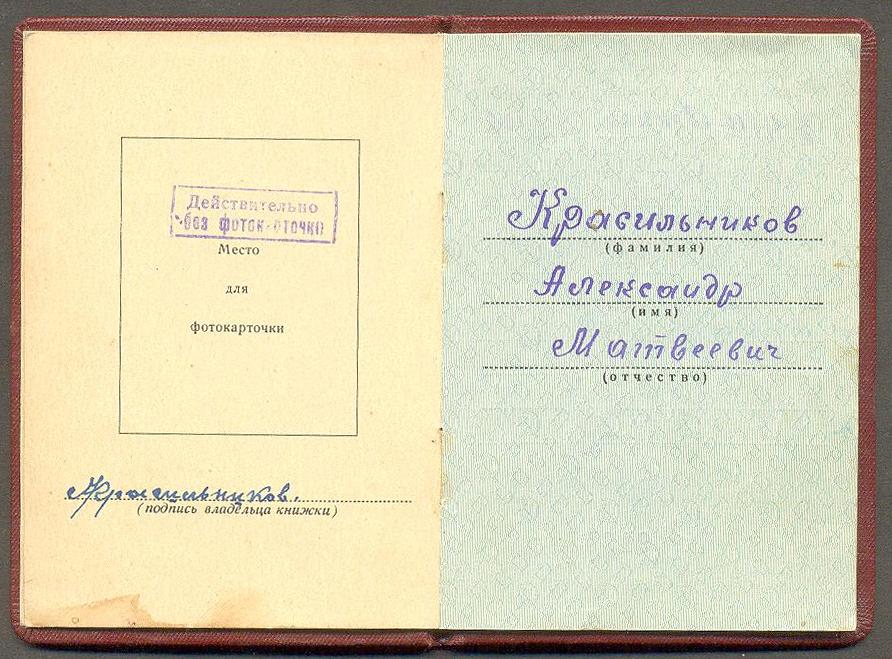 Действительно
без фотокарточки
Место
для
фотокарточки
Красильников.
(подпись владельца книжки)
Красильников
(фамилия)
Александр
(имя)
Матвеевич
(отчество)